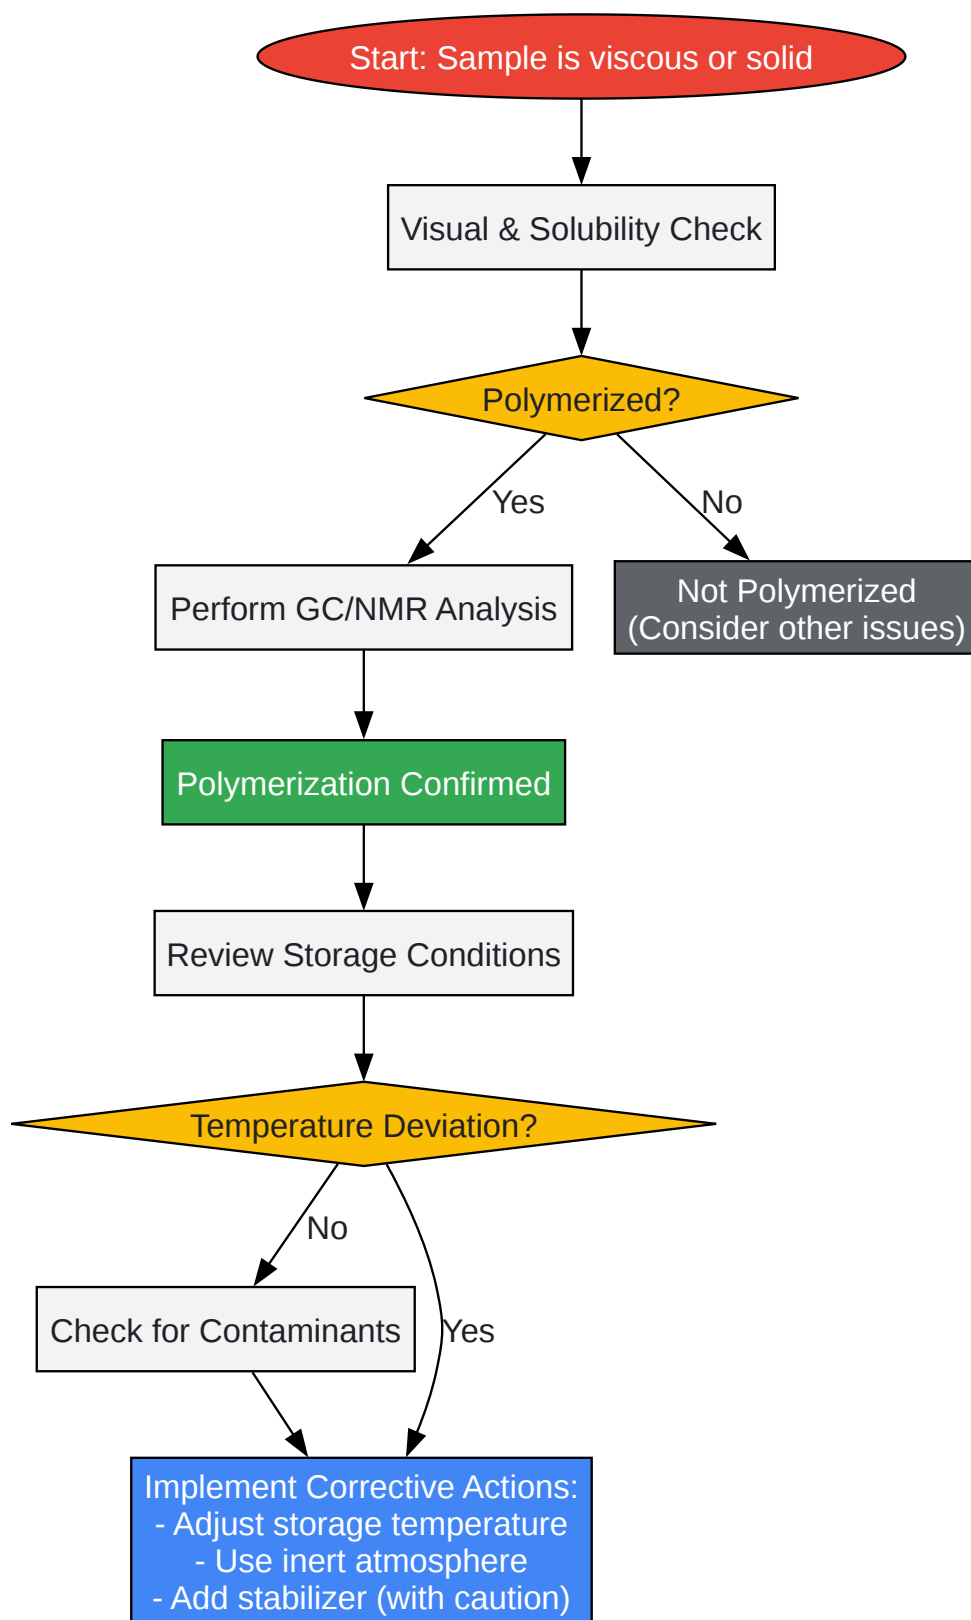 Start: Sample is viscous or solid
Visual & Solubility Check
Polymerized?
Yes
No
Perform GC/NMR Analysis
Not Polymerized
(Consider other issues)
Polymerization Confirmed
Review Storage Conditions
Temperature Deviation?
No
Check for Contaminants
Yes
Implement Corrective Actions:
- Adjust storage temperature
- Use inert atmosphere
- Add stabilizer (with caution)